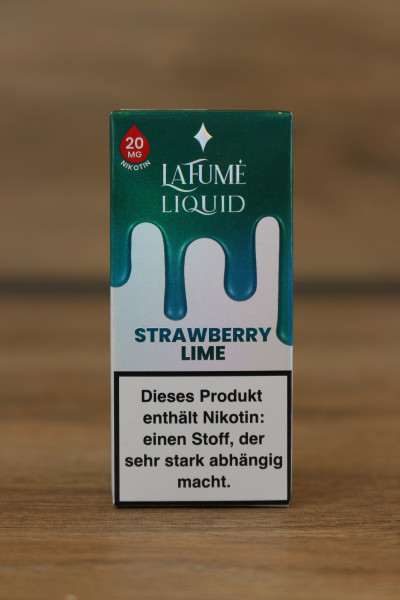 20
MG
NIKOTIN
LAFUMÉ
LIQUID
STRAWBERRY
LIME
Dieses Produkt
enthält Nikotin:
einen Stoff, der
sehr stark abhängig
macht.